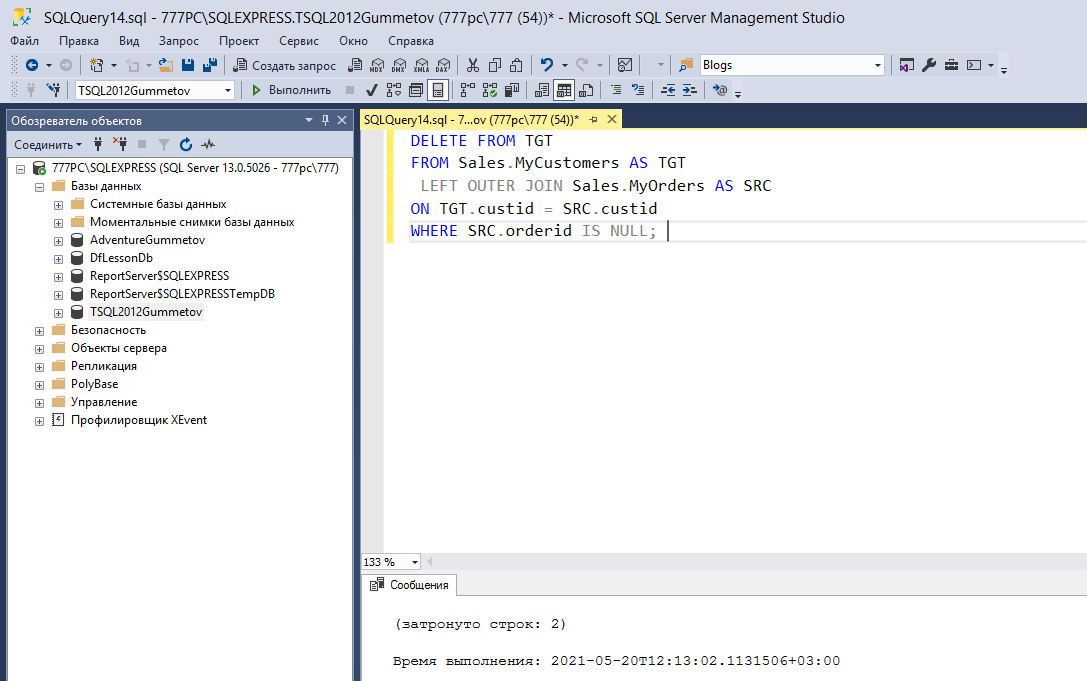 SQLQuery14.sql - 777PC\SQLEXPRESS.TSQL2012Gummetov (777pc\777 (54))* - Microsoft SQL Server Management Studio
Файл Правка Вид Запрос Проект Сервис Окно Справка
Создать запрос MDX DMX XMLA DAX Blogs
TSQL2012Gummetov Выполнить
Обозреватель объектов
Соединить
777PC\SQLEXPRESS (SQL Server 13.0.5026 - 777pc\777)
Базы данных
Системные базы данных
Моментальные снимки базы данных
AdventureGummetov
DfLessonDb
ReportServer$SQLEXPRESS
ReportServer$SQLEXPRESSTempDB
TSQL2012Gummetov
Безопасность
Объекты сервера
Репликация
PolyBase
Управление
Профилировщик XEvent
SQLQuery14.sql - 7...ov (777pc\777 (54))*
DELETE FROM TGT
FROM Sales.MyCustomers AS TGT
LEFT OUTER JOIN Sales.MyOrders AS SRC
ON TGT.custid = SRC.custid
WHERE SRC.orderid IS NULL;
133 %
Сообщения
(затронуто строк: 2)
Время выполнения: 2021-05-20T12:13:02.1131506+03:00